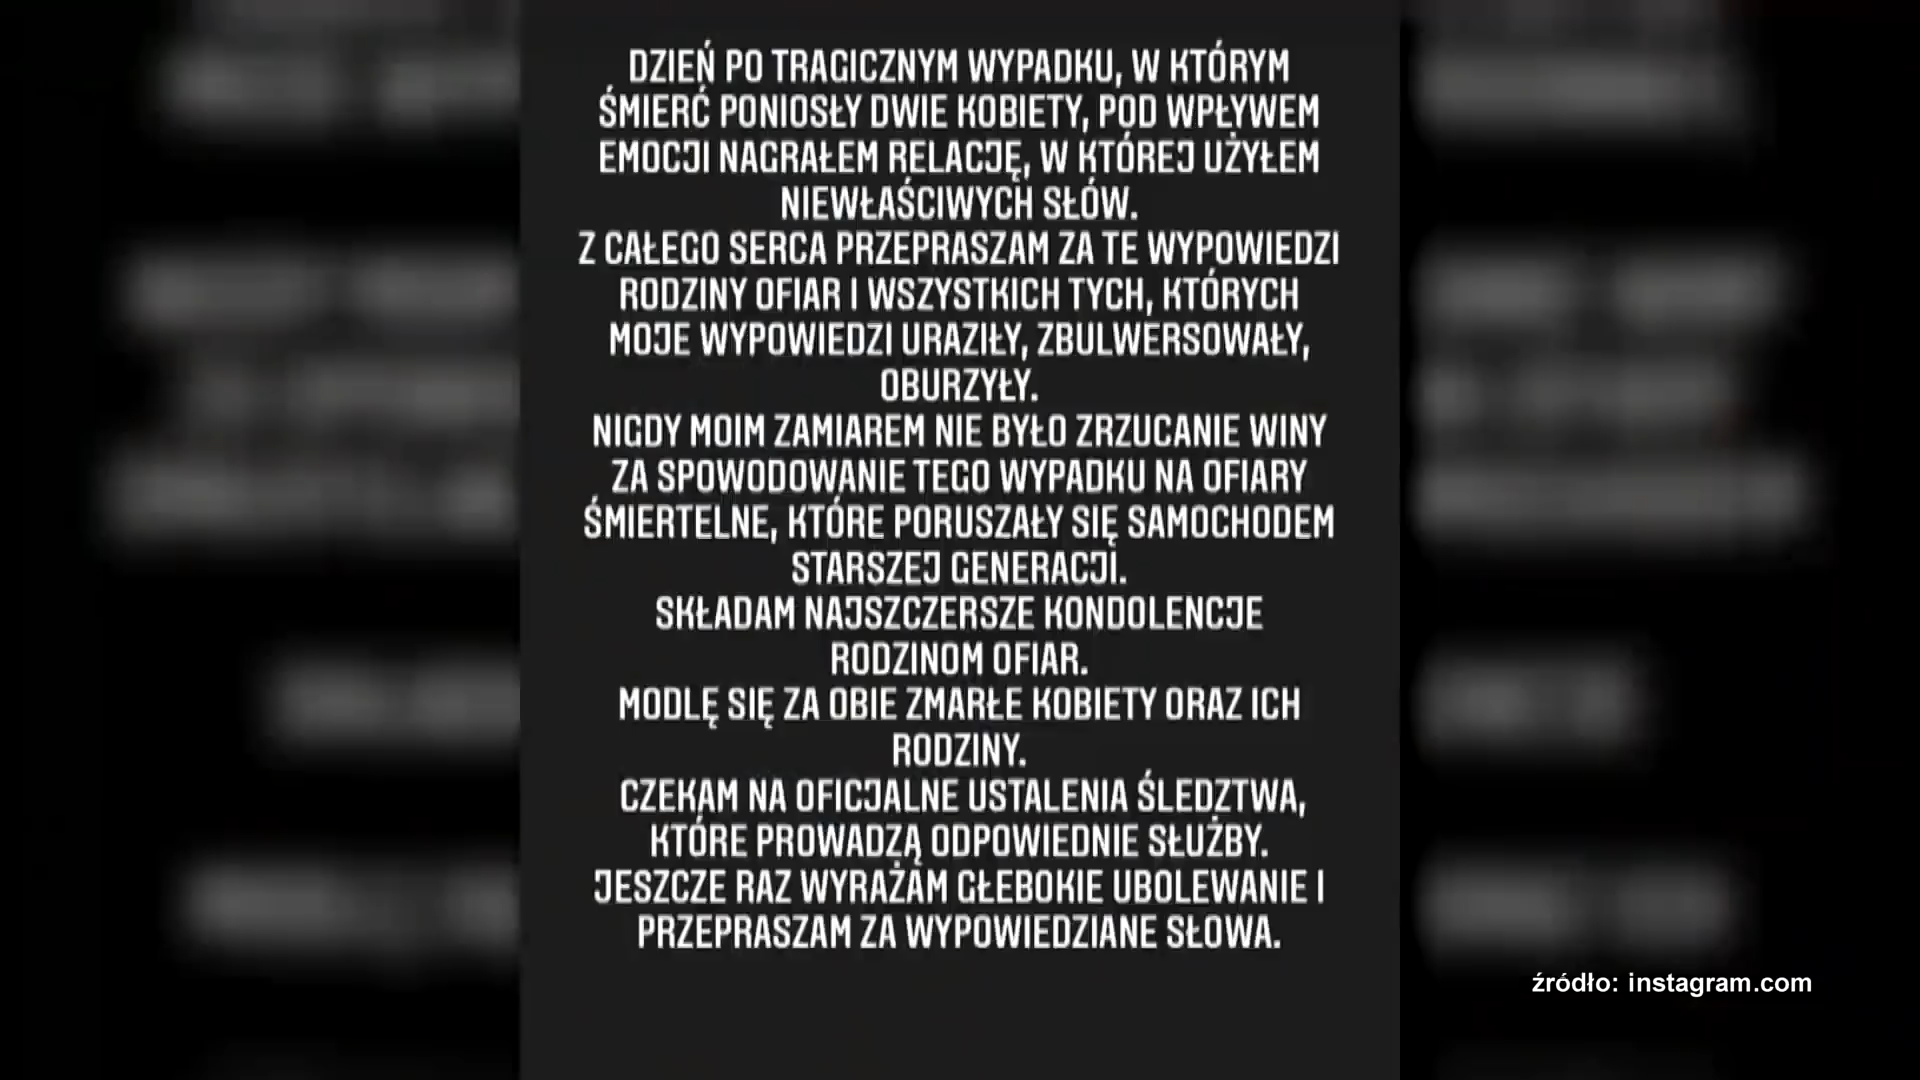 DZIEŃ PO TRAGICZNYM WYPADKU, W KTÓRYM
ŚMIERĆ PONIOSŁY DWIE KOBIETY, POD WPŁYWEM
EMOCJI NAGRAŁEM RELACJĘ, W KTÓREJ UŻYŁEM
NIEWŁAŚCIWYCH SŁÓW.
Z CAŁEGO SERCA PRZEPRASZAM ZA TE WYPOWIEDZI
RODZINY OFIAR I WSZYSTKICH TYCH, KTÓRYCH
MOJE WYPOWIEDZI URAZIŁY, ZBULWERSOWAŁY,
OBURZYŁY.
NIGDY MOIM ZAMIAREM NIE BYŁO ZRZUCANIE WINY
ZA SPOWODOWANIE TEGO WYPADKU NA OFIARY
ŚMIERTELNE, KTÓRE PORUSZAŁY SIĘ SAMOCHODEM
STARSZEJ GENERACJI.
SKŁADAM NAJSZCZERSZE KONDOLENCJE
RODZINOM OFIAR.
MODLĘ SIĘ ZA OBIE ZMARŁE KOBIETY ORAZ ICH
RODZINY.
CZEKAM NA OFICJALNE USTALENIA ŚLEDZTWA,
KTÓRE PROWADZĄ ODPOWIEDNIE SŁUŻBY.
JESZCZE RAZ WYRAŻAM GŁEBOKIE UBOLEWANIE I
PRZEPRASZAM ZA WYPOWIEDZIANE SŁOWA.
źródło: instagram.com